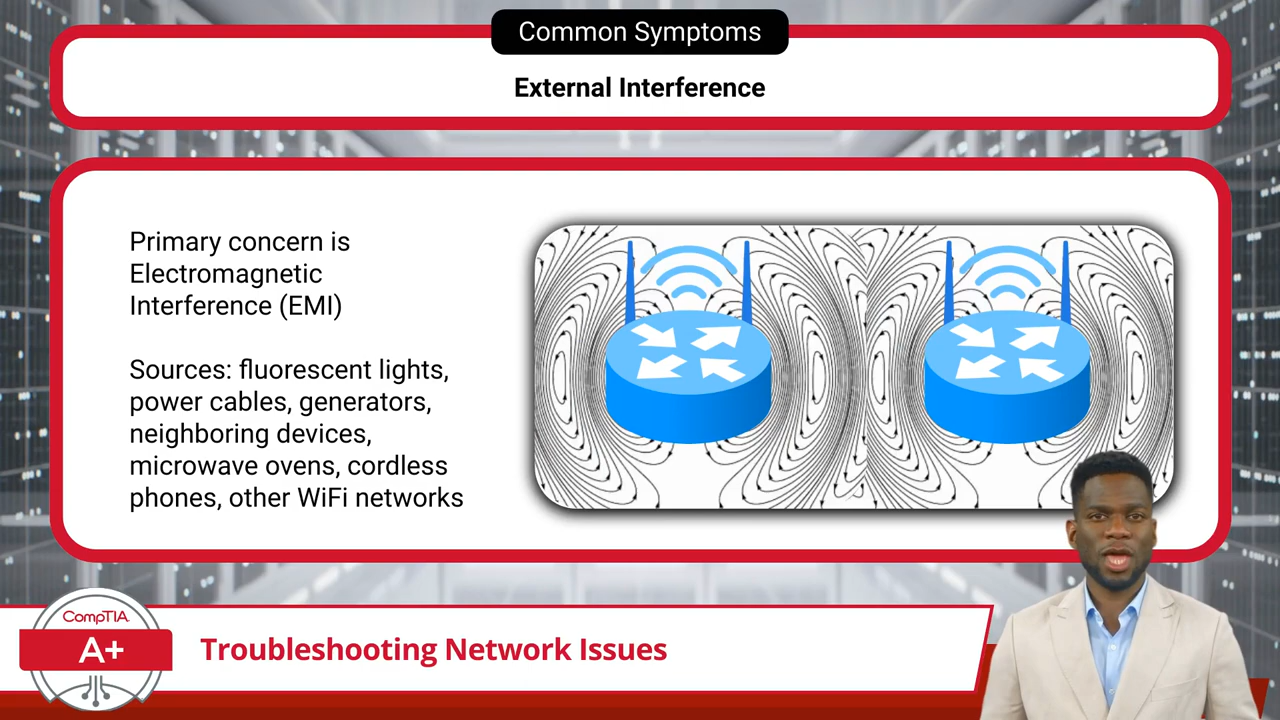 Common Symptoms
External Interference
Primary concern is
Electromagnetic
Interference (EMI)
Sources: fluorescent lights,
power cables, generators,
neighboring devices,
microwave ovens, cordless
phones, other WiFi networks
CompTIA
A+
Troubleshooting Network Issues